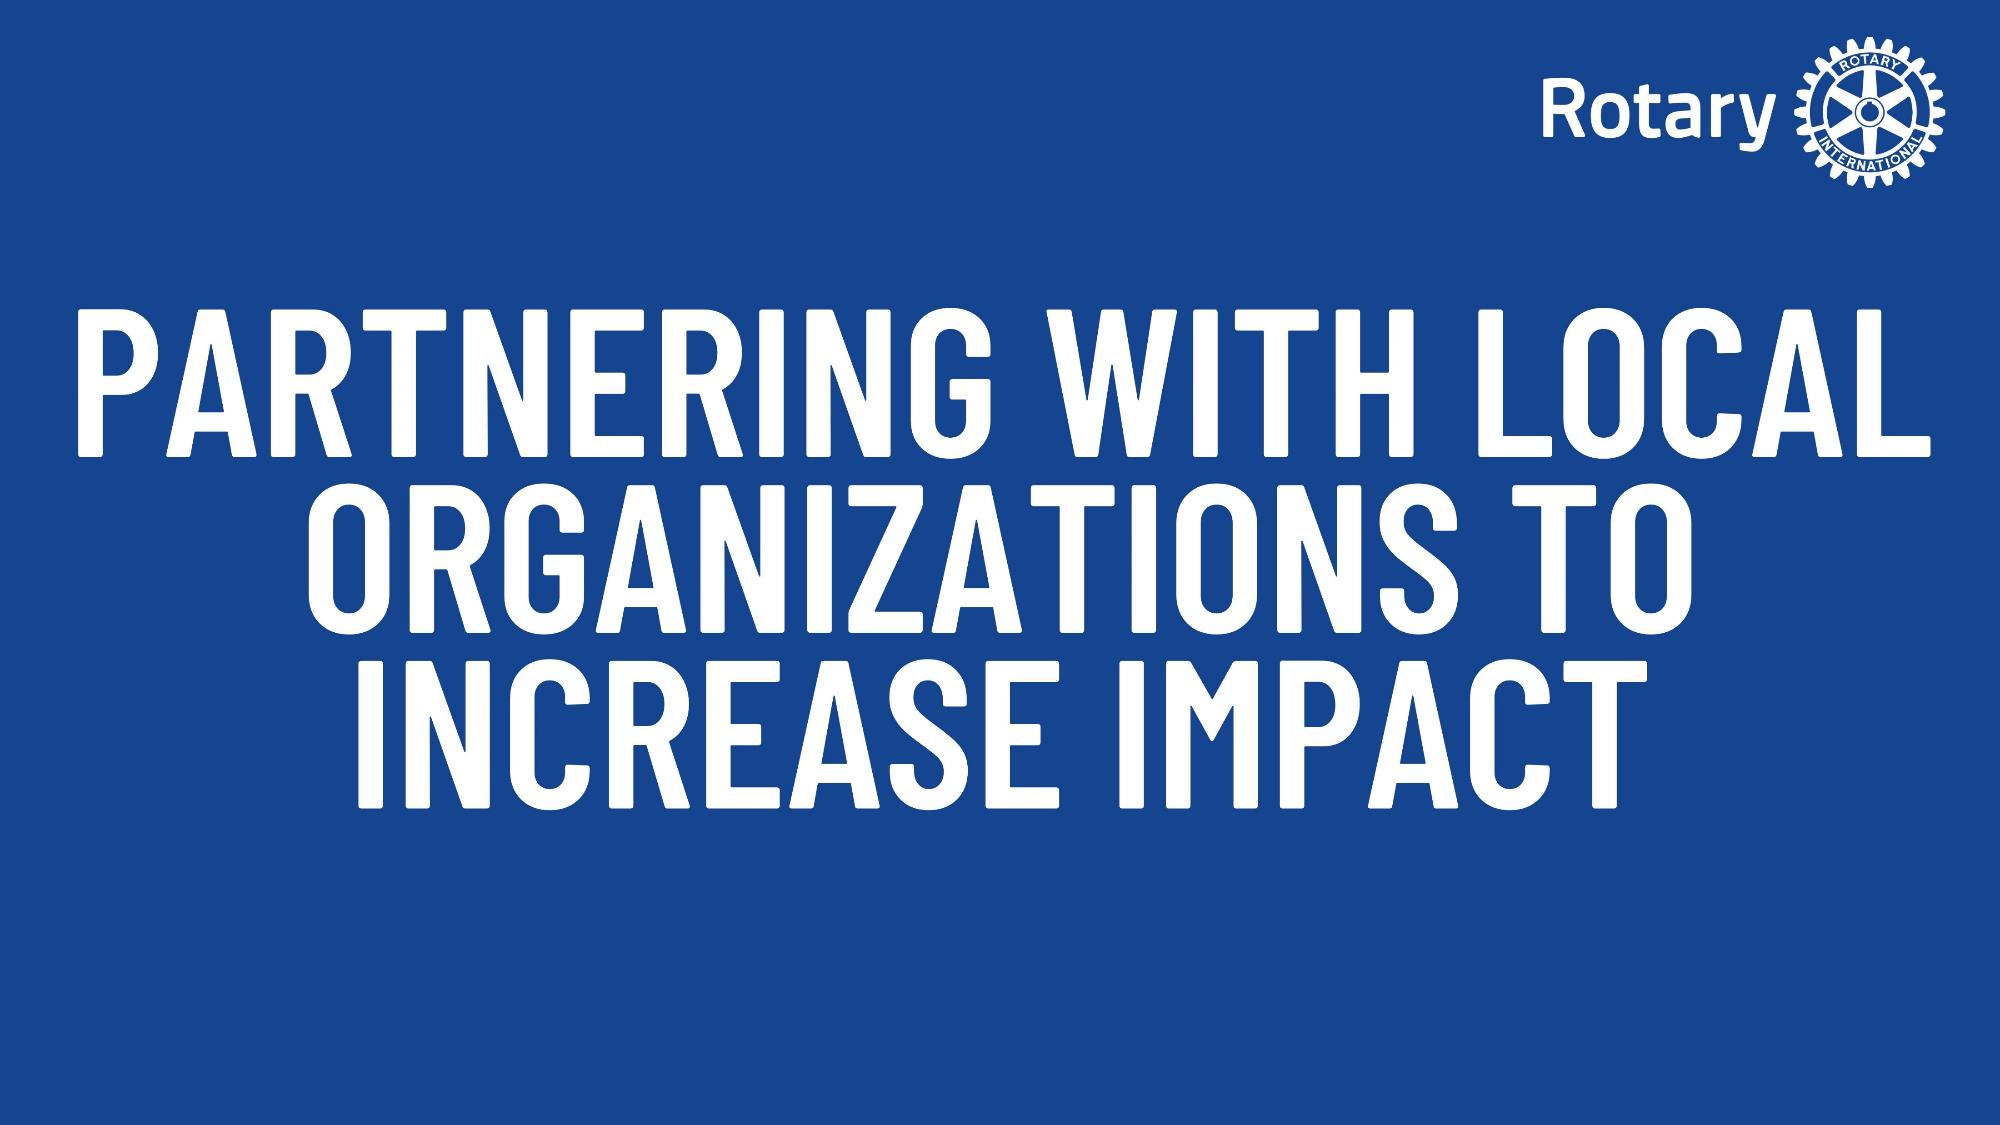 Rotary
ROTARY
INTERNATIONAL
PARTNERING WITH LOCAL
ORGANIZATIONS TO
INCREASE IMPACT